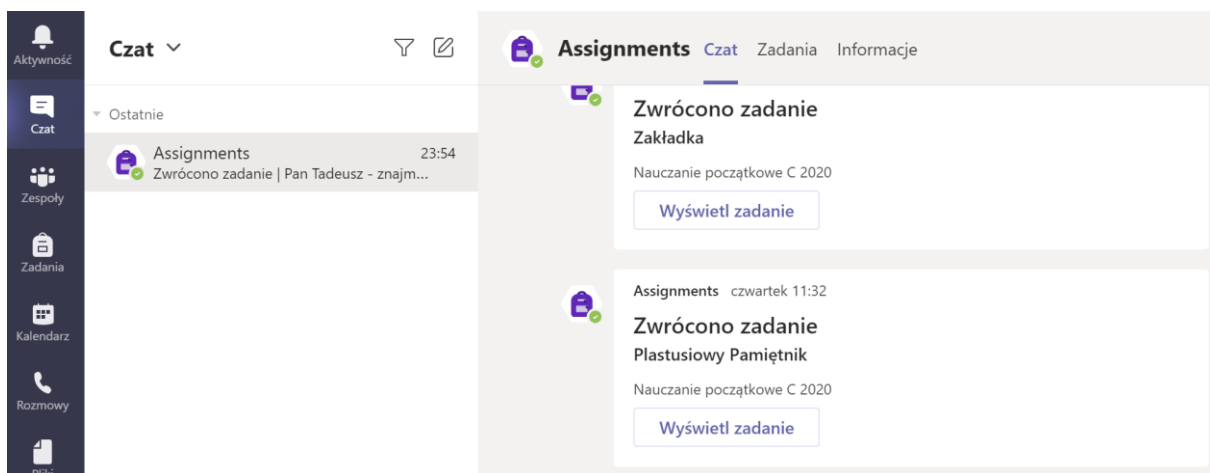 Aktywność
Czat
Zespoły
Zadania
Kalendarz
Rozmowy
Czat
Ostatnie
Assignments 23:54
Zwrócono zadanie | Pan Tadeusz - znajm...
Assignments Czat Zadania Informacje
Zwrócono zadanie
Zakładka
Nauczanie początkowe C 2020
Wyświetl zadanie
Assignments czwartek 11:32
Zwrócono zadanie
Plastusiowy Pamiętnik
Nauczanie początkowe C 2020
Wyświetl zadanie